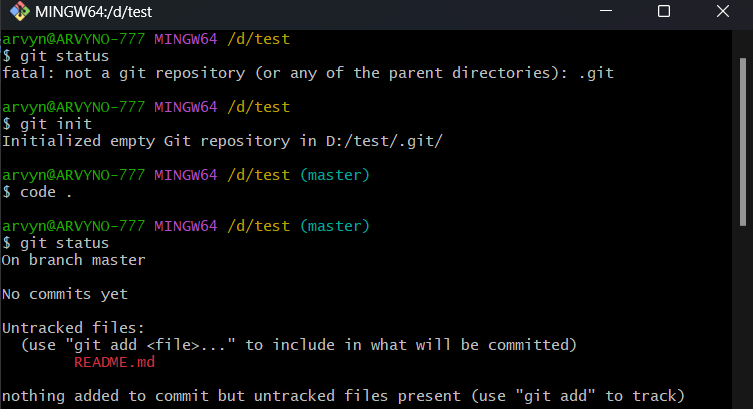 MINGW64:/d/test
arvyn@ARVYNO-777 MINGW64 /d/test
$ git status
fatal: not a git repository (or any of the parent directories): .git
arvyn@ARVYNO-777 MINGW64 /d/test
$ git init
Initialized empty Git repository in D:/test/.git/
arvyn@ARVYNO-777 MINGW64 /d/test (master)
$ code .
arvyn@ARVYNO-777 MINGW64 /d/test (master)
$ git status
On branch master
No commits yet
Untracked files:
  (use "git add <file>..." to include in what will be committed)
        README.md
nothing added to commit but untracked files present (use "git add" to track)